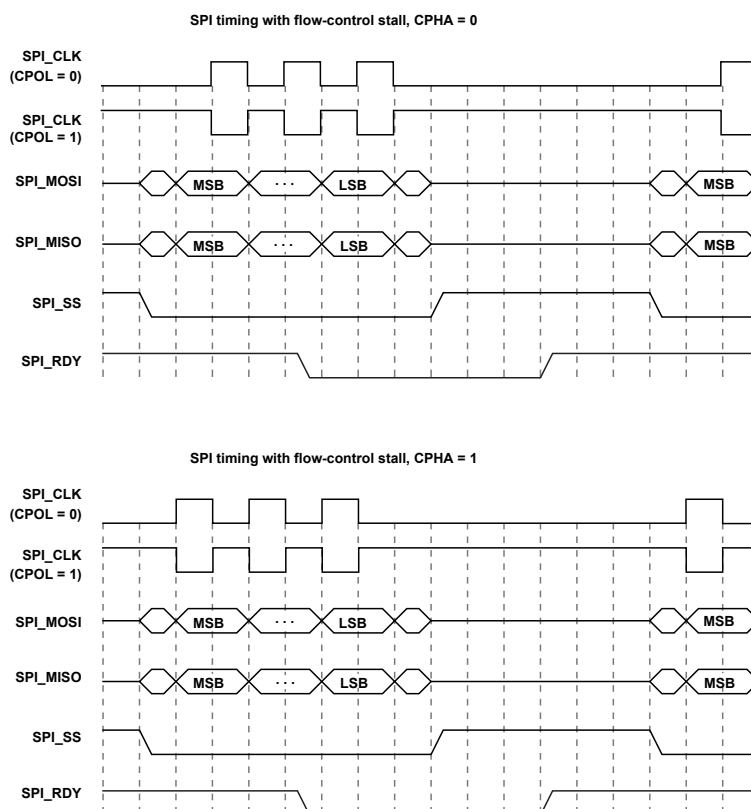 SPI timing with flow-control stall, CPHA = 0
SPI_CLK
(CPOL = 0)
SPI_CLK
(CPOL = 1)
SPI_MOSI MSB ... LSB MSB
SPI_MISO MSB ... LSB MSB
SPI_SS
SPI_RDY
SPI timing with flow-control stall, CPHA = 1
SPI_CLK
(CPOL = 0)
SPI_CLK
(CPOL = 1)
SPI_MOSI MSB ... LSB MSB
SPI_MISO MSB ... LSB MSB
SPI_SS
SPI_RDY